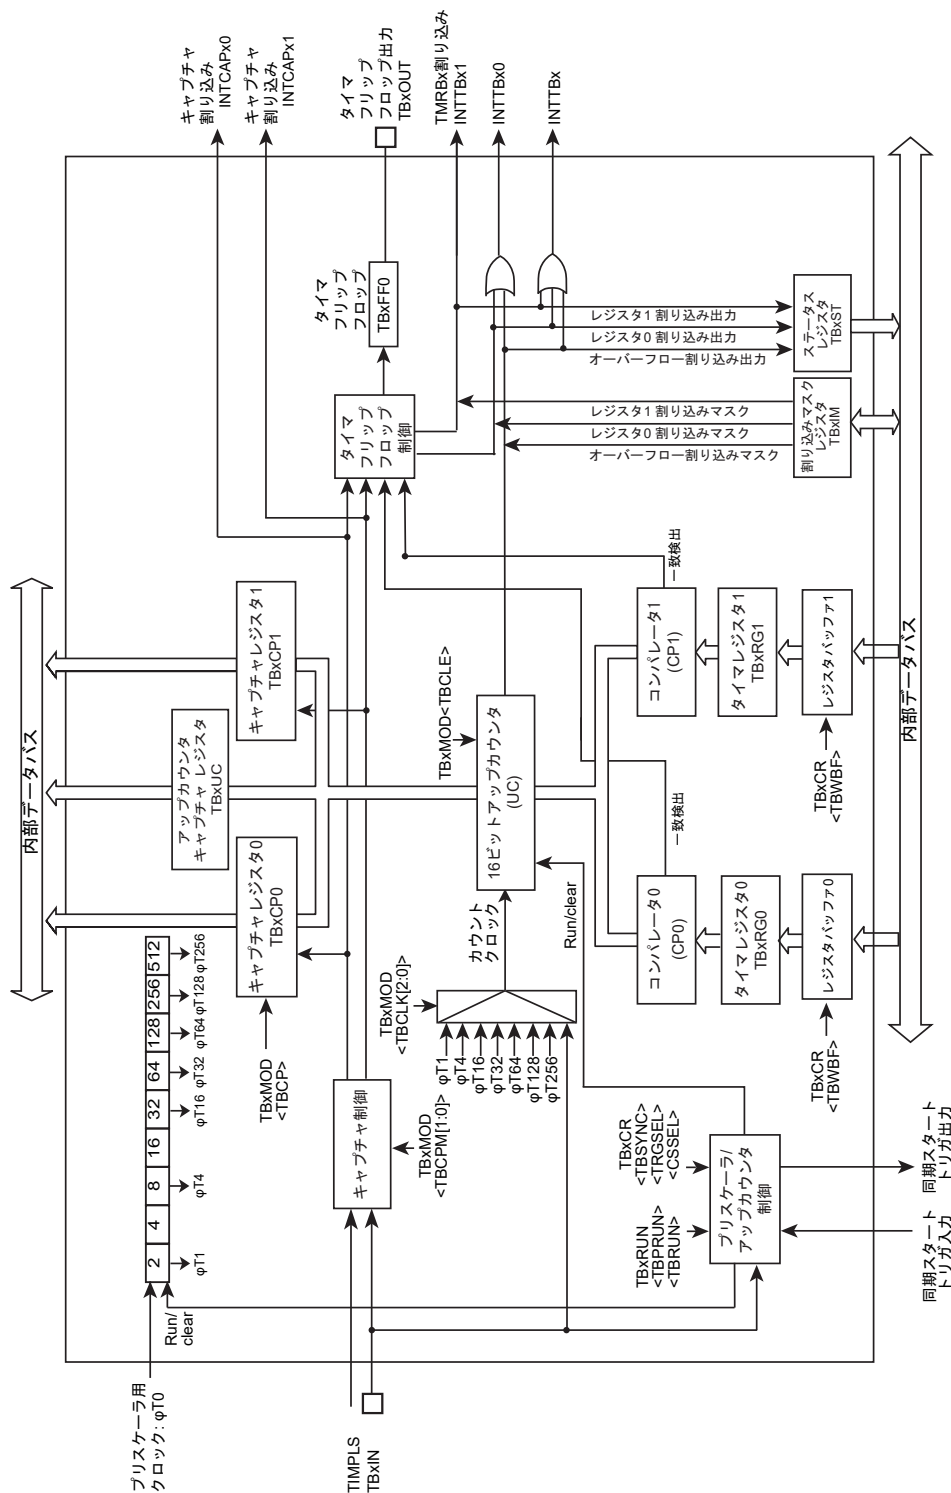 プリスケーラ用
クロック: φT0
Run/
clear
2
4
8
16
32
64
128
256
512
φT1
φT4
φT16
φT32
φT64
φT128
φT256
内部データバス
キャプチャ
割り込み
INTCAPx0
キャプチャ
割り込み
INTCAPx1
TBxMOD
<TBCP>
キャプチャレジスタ0
TBxCP0
アップカウンタ
キャプチャ レジスタ
TBxUC
キャプチャレジスタ1
TBxCP1
タイマ
フリップ
フロップ出力
TBxOUT
TIMPLS
TBxIN
キャプチャ制御
TBxMOD
<TBCPM[1:0]>
タイマ
フリップ
フロップ
制御
タイマ
フリップ
フロップ
TBxFF0
TMRBx割り込み
INTTBx1
INTTBx0
INTTBx
TBxMOD
<TBCLK[2:0]>
φT1
φT4
φT16
φT32
φT64
φT128
φT256
カウント
クロック
TBxMOD<TBCLE>
16ビットアップカウンタ
(UC)
Run/clear
レジスタ1 割り込みマスク
レジスタ0 割り込みマスク
オーバーフロー割り込みマスク
レジスタ1 割り込み出力
レジスタ0 割り込み出力
オーバーフロー割り込み出力
TBxRUN
<TBPRUN>
<TBRUN>
TBxCR
<TBSYNC>
<TRGSEL>
<CSSEL>
プリスケーラ/
アップカウンタ
制御
一致検出
一致検出
コンパレータ0
(CP0)
コンパレータ1
(CP1)
タイマレジスタ0
TBxRG0
タイマレジスタ1
TBxRG1
レジスタバッファ0
レジスタバッファ1
TBxCR
<TBWBF>
TBxCR
<TBWBF>
割り込みマスク
レジスタ
TBxIM
ステータス
レジスタ
TBxST
同期スタート
トリガ入力
同期スタート
トリガ出力
内部データバス